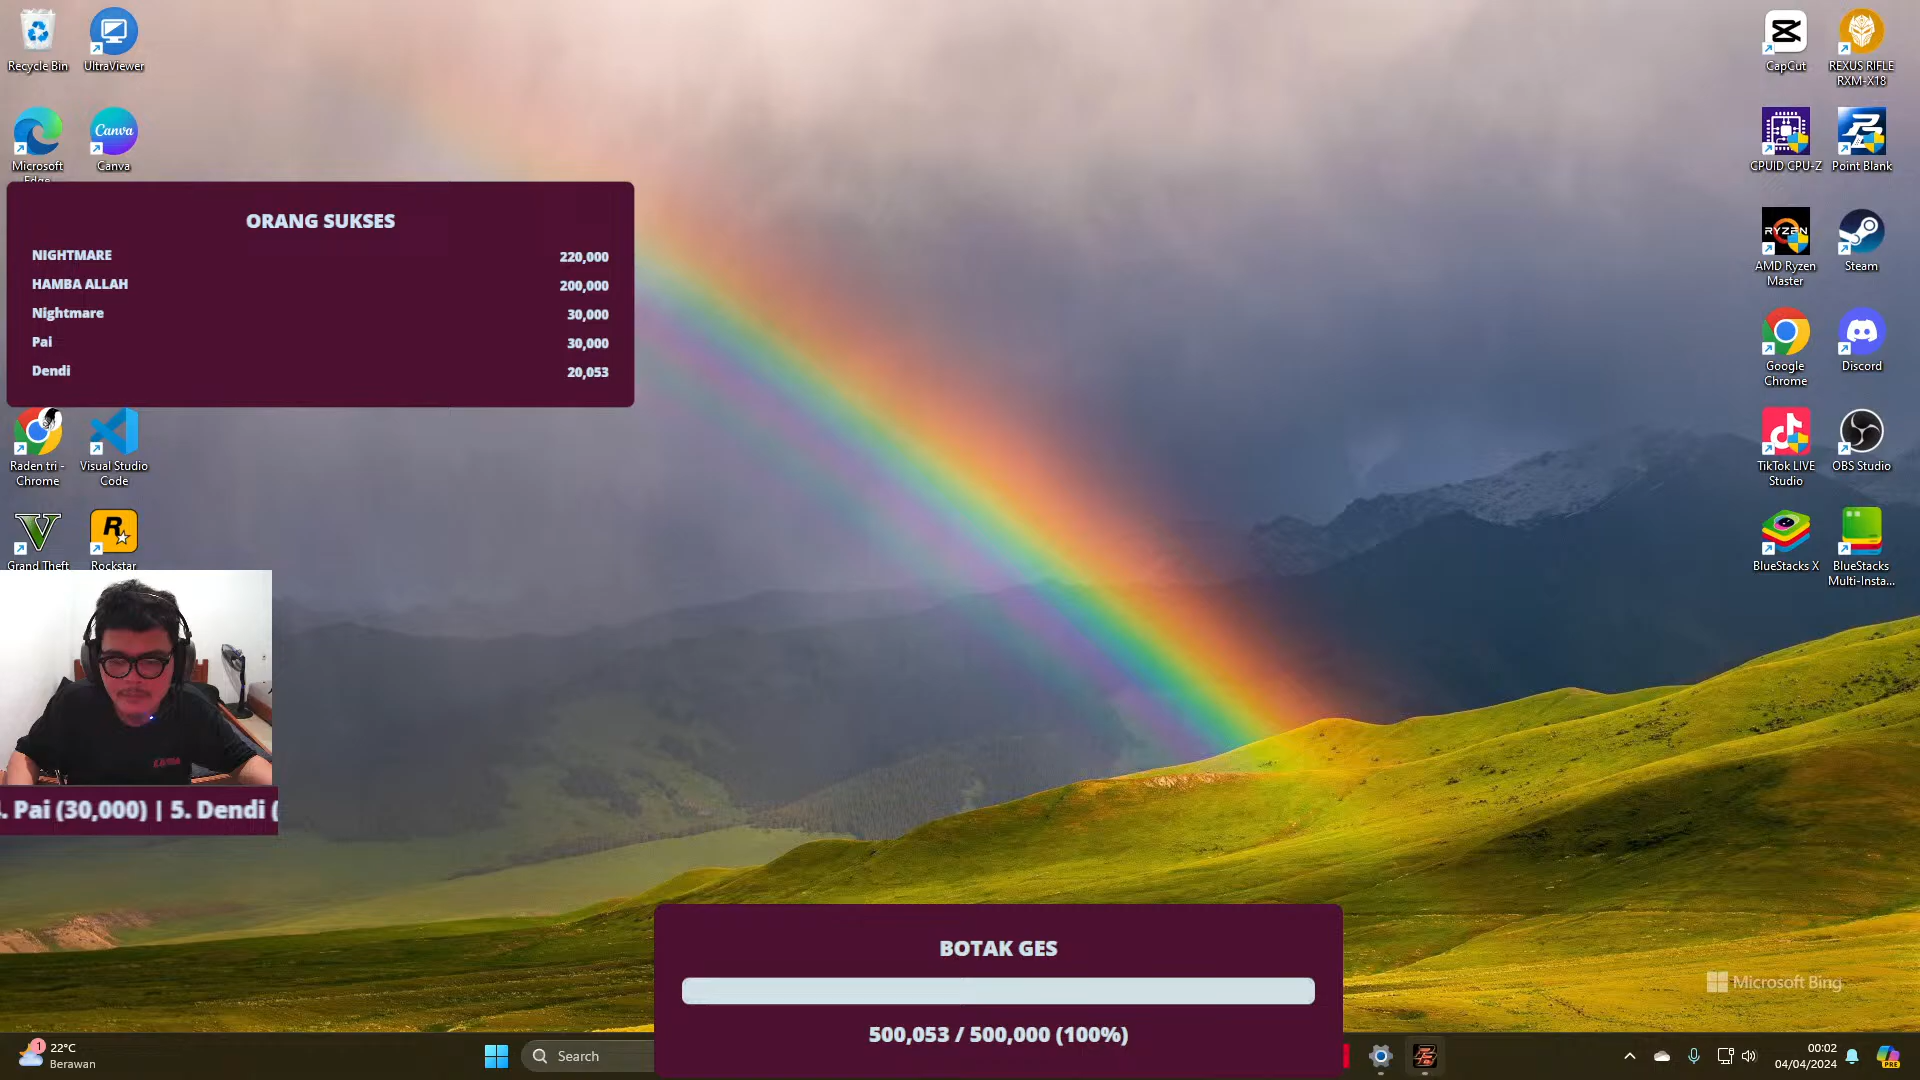 Recycle Bin
UltraViewer
Microsoft
Canva
Canva
ORANG SUKSES
NIGHTMARE 220,000
HAMBA ALLAH 200,000
Nightmare 30,000
Pai 30,000
Dendi 20,053
Raden tri -
Chrome
Visual Studio
Code
Grand Theft
Rockstar
. Pai (30,000) | 5. Dendi (
CapCut
REXUS RIFLE
RXM-X18
CPUID CPU-Z
Point Blank
RYZEN
AMD Ryzen
Master
Steam
Google
Chrome
Discord
TikTok LIVE
Studio
OBS Studio
BlueStacks X
BlueStacks
Multi-Insta...
Microsoft Bing
BOTAK GES
500,053 / 500,000 (100%)
1
22°C
Berawan
Search
00:02
04/04/2024
PRE